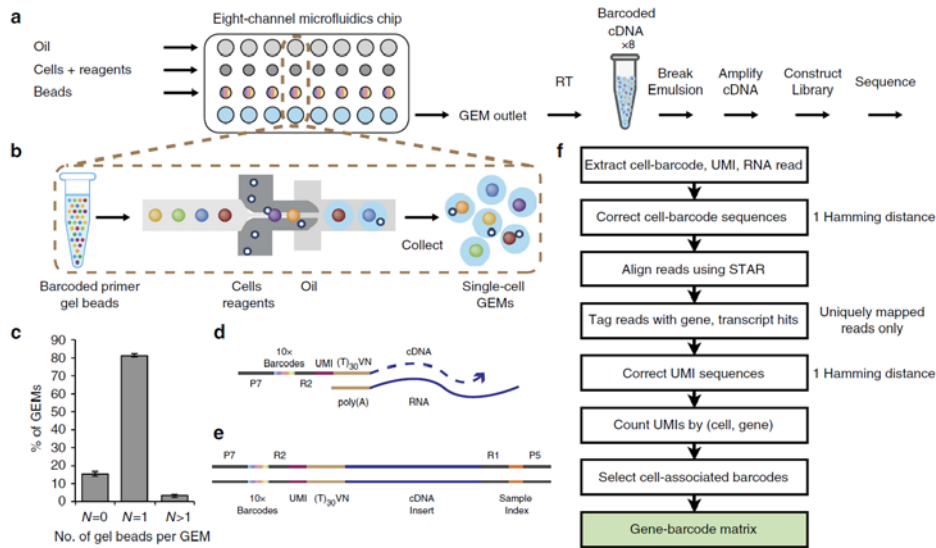 a
Eight-channel microfluidics chip
Oil
Cells + reagents
Beads
GEM outlet
RT
Barcoded
cDNA
×8
Break
Emulsion
Amplify
cDNA
Construct
Library
Sequence
b
Barcoded primer
gel beads
Cells
reagents
Oil
Collect
Single-cell
GEMs
c
% of GEMs
90
80
70
60
50
40
30
20
10
0
N=0
N=1
N>1
No. of gel beads per GEM
d
10×
Barcodes
UMI
(T)30VN
cDNA
P7
R2
poly(A)
RNA
e
P7
R2
R1
P5
10×
Barcodes
UMI
(T)30VN
cDNA
Insert
Sample
Index
f
Extract cell-barcode, UMI, RNA read
Correct cell-barcode sequences
1 Hamming distance
Align reads using STAR
Tag reads with gene, transcript hits
Uniquely mapped
reads only
Correct UMI sequences
1 Hamming distance
Count UMIs by (cell, gene)
Select cell-associated barcodes
Gene-barcode matrix